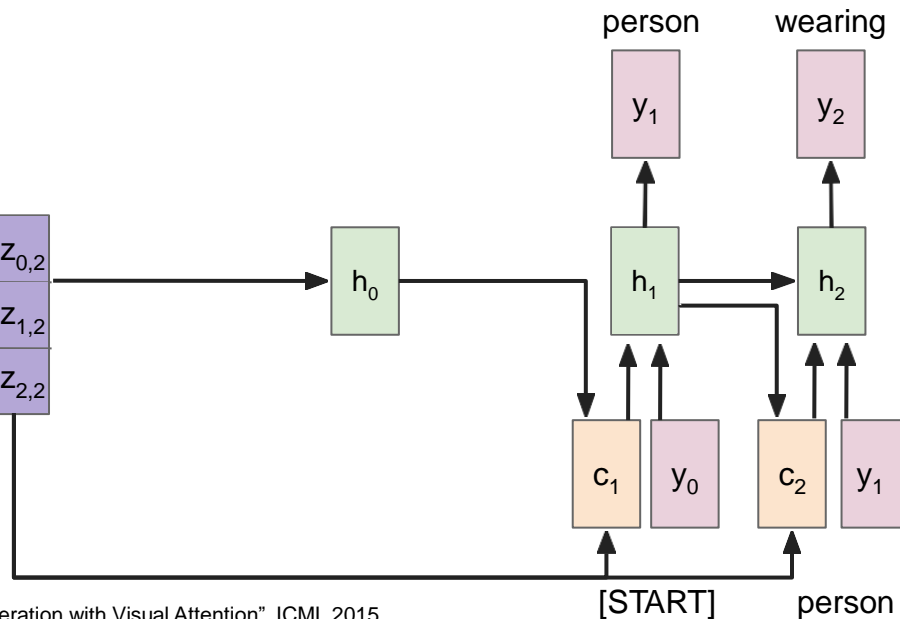 person wearing
y1 y2
z0,2
h0 h1 h2
z1,2
z2,2
c1 y0 c2 y1
[START] person
eration with Visual Attention", ICML 2015